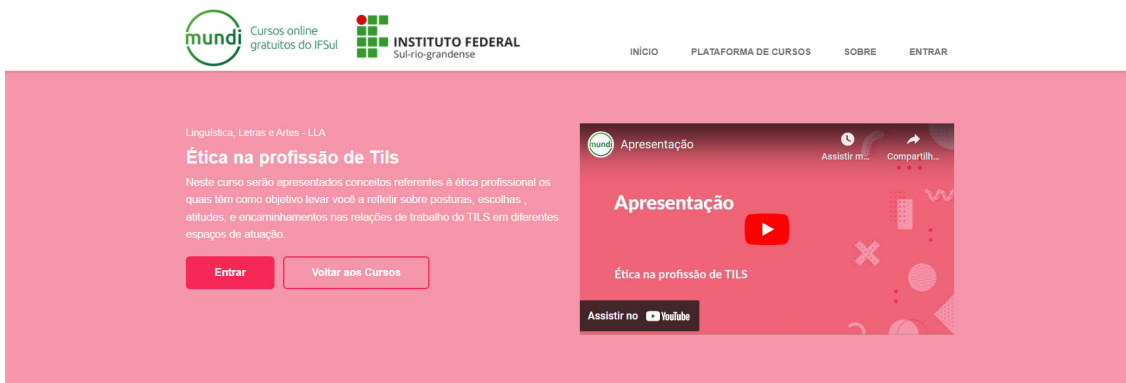 mundi
Cursos online
gratuitos do IFSul
INSTITUTO FEDERAL
Sul-rio-grandense
INÍCIO PLATAFORMA DE CURSOS SOBRE ENTRAR
Linguística, Letras e Artes - LLA
Ética na profissão de Tils
Neste curso serão apresentados conceitos referentes à ética profissional os
quais têm como objetivo levar você a refletir sobre posturas, escolhas ,
atitudes, e encaminhamentos nas relações de trabalho do TILS em diferentes
espaços de atuação.
Entrar Voltar aos Cursos
mundi Apresentação
Assistir m... Compartilh...
Apresentação
Ética na profissão de TILS
Assistir no YouTube